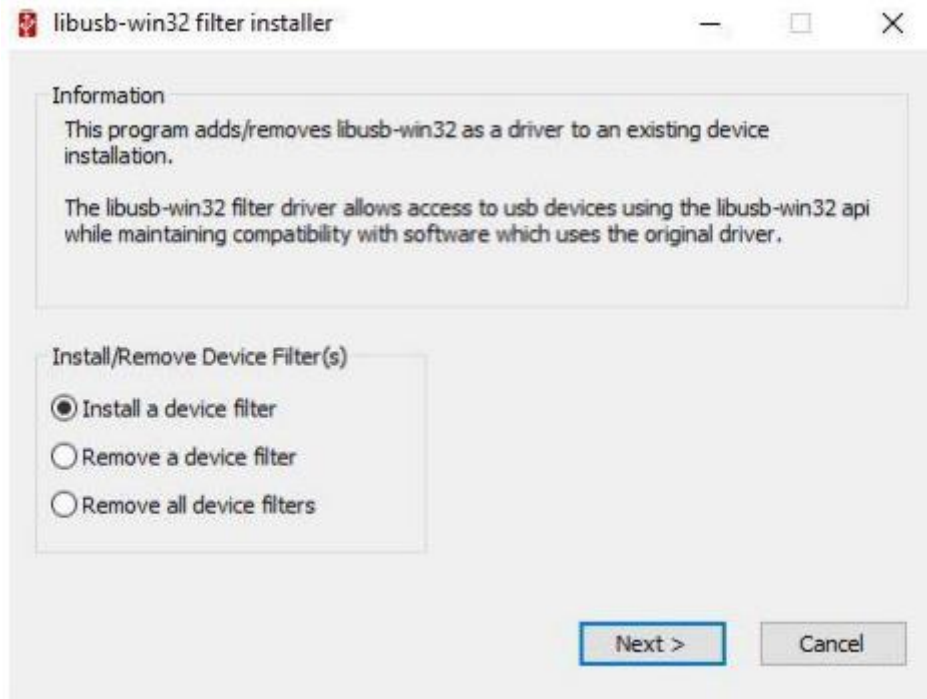 libusb-win32 filter installer
Information
This program adds/removes libusb-win32 as a driver to an existing device
installation.
The libusb-win32 filter driver allows access to usb devices using the libusb-win32 api
while maintaining compatibility with software which uses the original driver.
Install/Remove Device Filter(s)
Install a device filter
Remove a device filter
Remove all device filters
Next >
Cancel